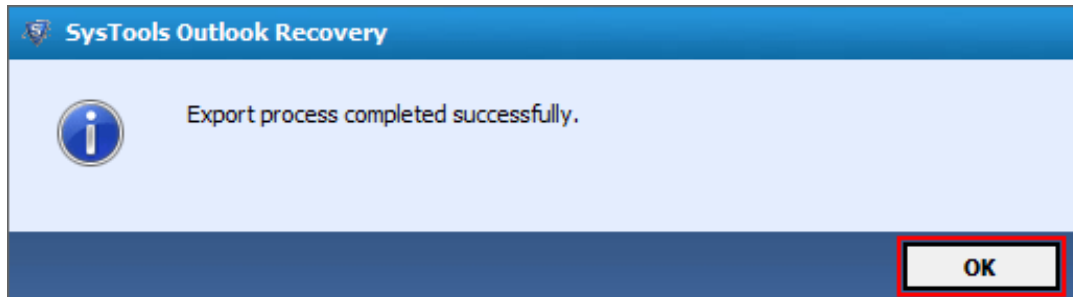 SysTools Outlook Recovery
Export process completed successfully.
OK